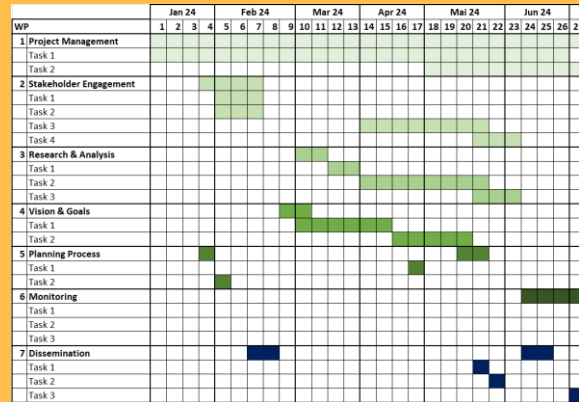 Jan 24 Feb 24 Mar 24 Apr 24 Mai 24 Jun 24
WP 1 2 3 4 5 6 7 8 9 10 11 12 13 14 15 16 17 18 19 20 21 22 23 24 25 26
1 Project Management
Task 1
Task 2
2 Stakeholder Engagement
Task 1
Task 2
Task 3
Task 4
3 Research & Analysis
Task 1
Task 2
Task 3
4 Vision & Goals
Task 1
Task 2
5 Planning Process
Task 1
Task 2
6 Monitoring
Task 1
Task 2
Task 3
7 Dissemination
Task 1
Task 2
Task 3